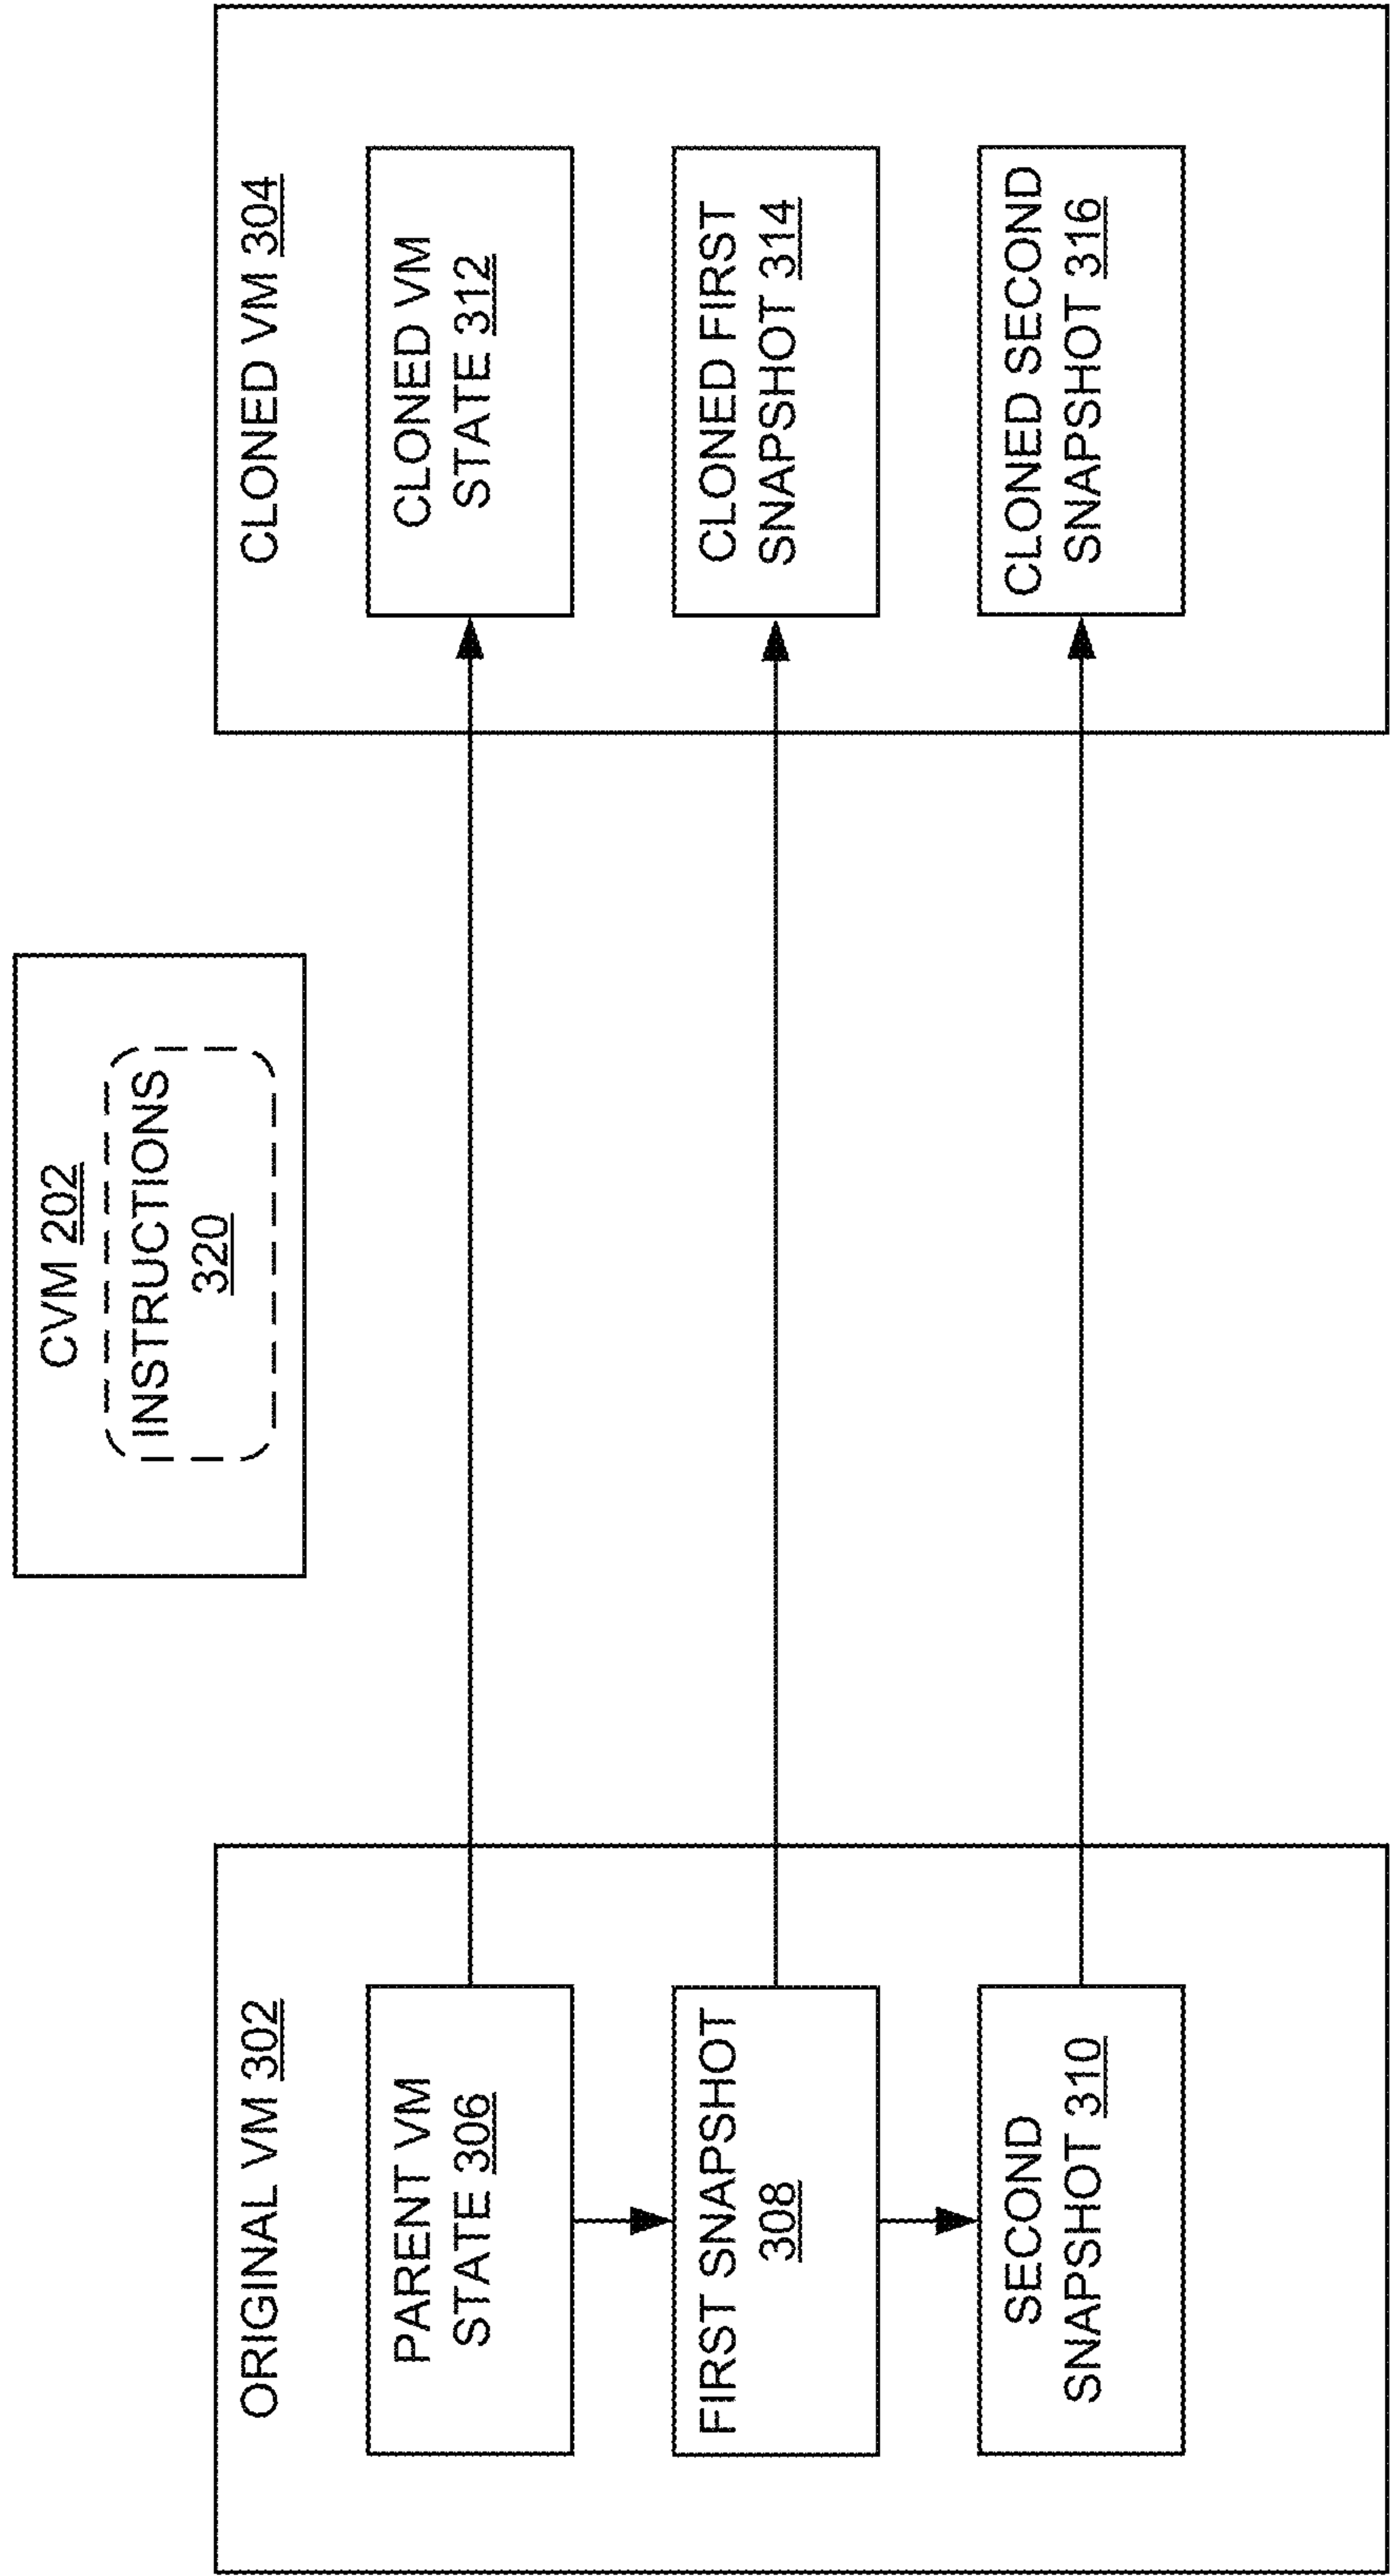 CVM 202
INSTRUCTIONS
320
ORIGINAL VM 302
PARENT VM
STATE 306
FIRST SNAPSHOT
308
SECOND
SNAPSHOT 310
CLONED VM 304
CLONED VM
STATE 312
CLONED FIRST
SNAPSHOT 314
CLONED SECOND
SNAPSHOT 316